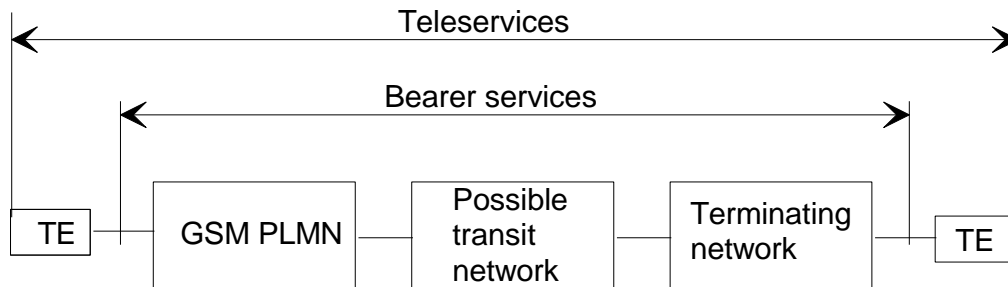 Teleservices
Bearer services
TE
GSM PLMN
Possible
transit
network
Terminating
network
TE